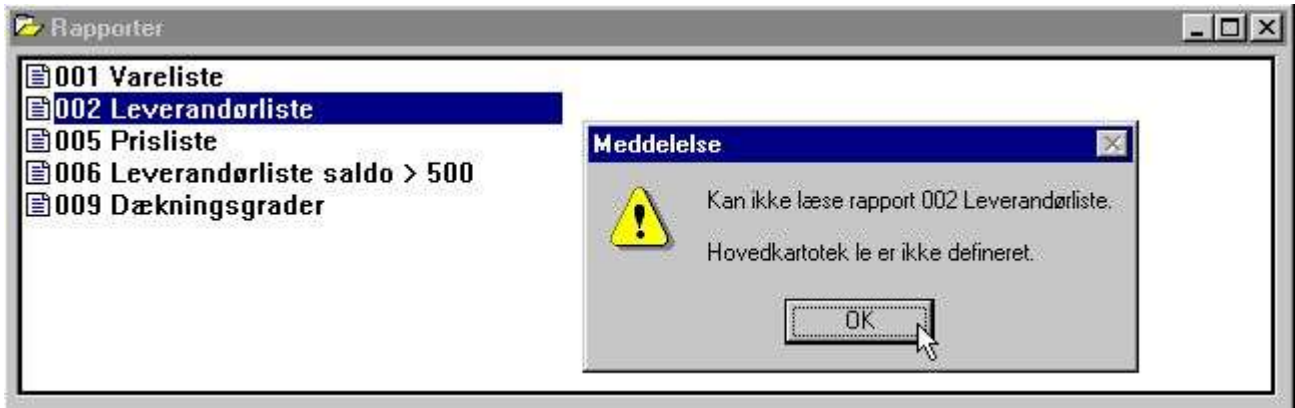 Rapporter
001 Vareliste
002 Leverandørliste
005 Prisliste
006 Leverandørliste saldo > 500
009 Dækningsgrader
Meddelelse
Kan ikke læse rapport 002 Leverandørliste.
Hovedkartotek le er ikke defineret.
OK